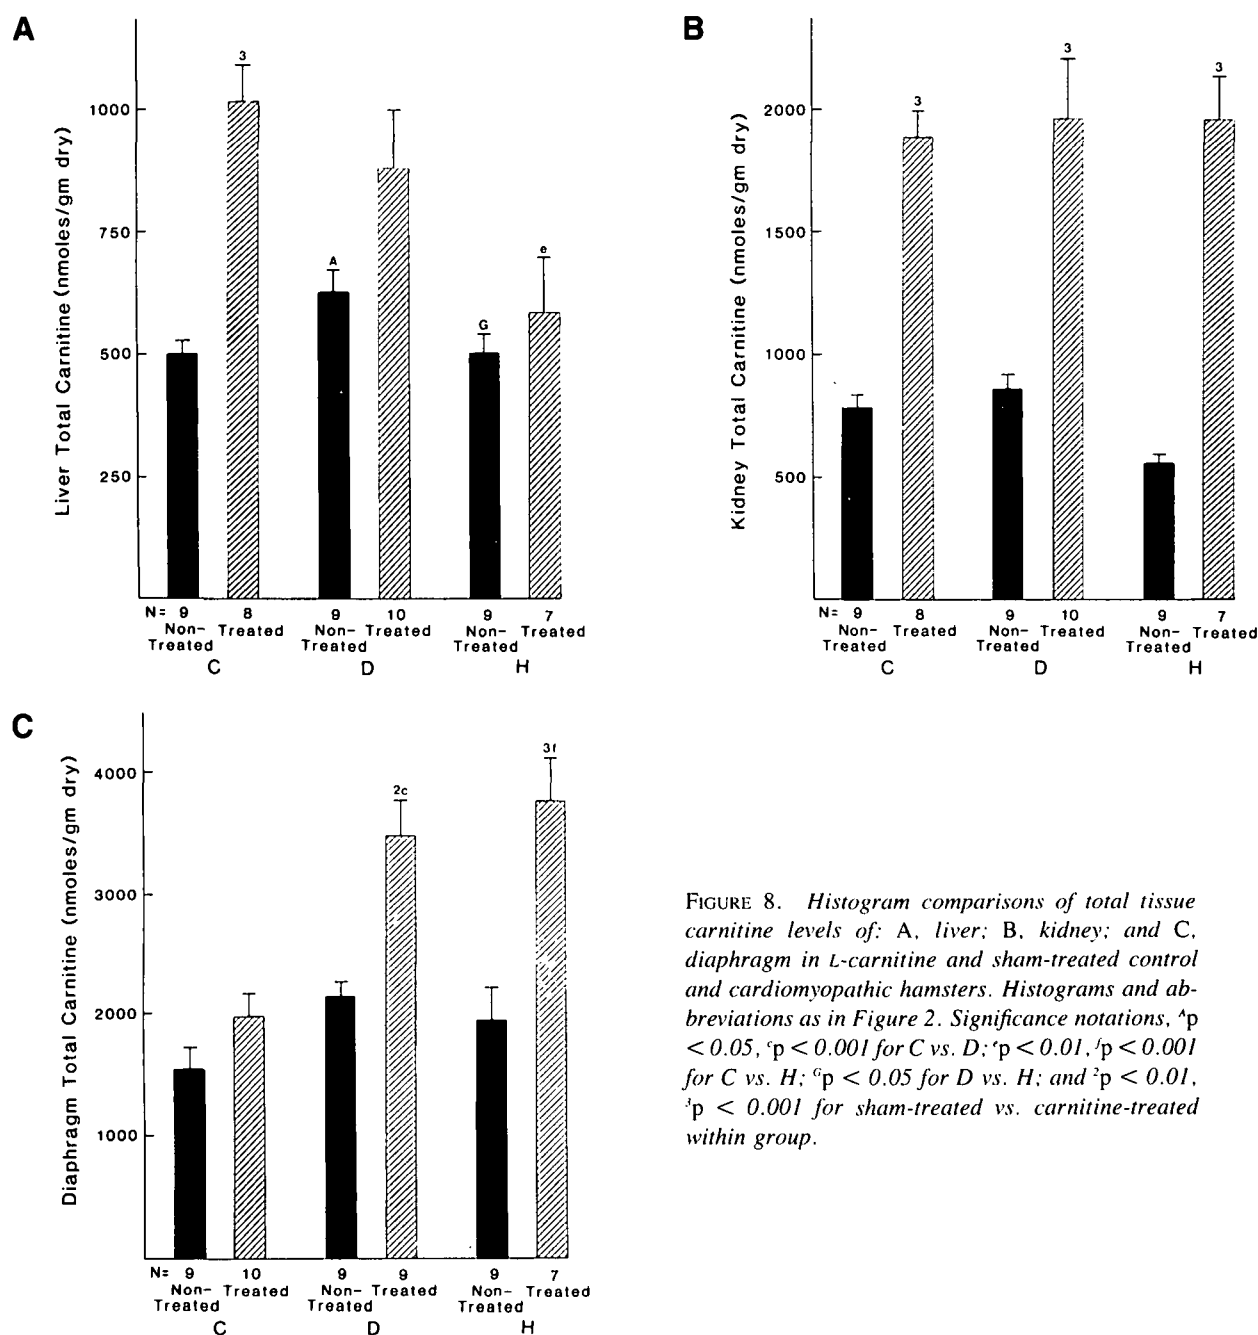 A
Liver Total Carnitine (nmoles/gm dry)
1000
750
500
250
3
A
G
e
N= 9 8 9 10 9 7
Non- Treated Non- Treated Non- Treated
Treated Treated Treated
C D H
B
Kidney Total Carnitine (nmoles/gm dry)
2000
1500
1000
500
3
3
3
N= 9 8 9 10 9 7
Non- Treated Non- Treated Non- Treated
Treated Treated Treated
C D H
C
Diaphragm Total Carnitine (nmoles/gm dry)
4000
3000
2000
1000
2c
3f
N= 9 10 9 9 9 7
Non- Treated Non- Treated Non- Treated
Treated Treated Treated
C D H
FIGURE 8. Histogram comparisons of total tissue
carnitine levels of: A, liver; B, kidney; and C,
diaphragm in L-carnitine and sham-treated control
and cardiomyopathic hamsters. Histograms and ab-
breviations as in Figure 2. Significance notations, ᴬp
< 0.05, ᶜp < 0.001 for C vs. D; ᵉp < 0.01, ᶠp < 0.001
for C vs. H; ᴳp < 0.05 for D vs. H; and ²p < 0.01,
³p < 0.001 for sham-treated vs. carnitine-treated
within group.